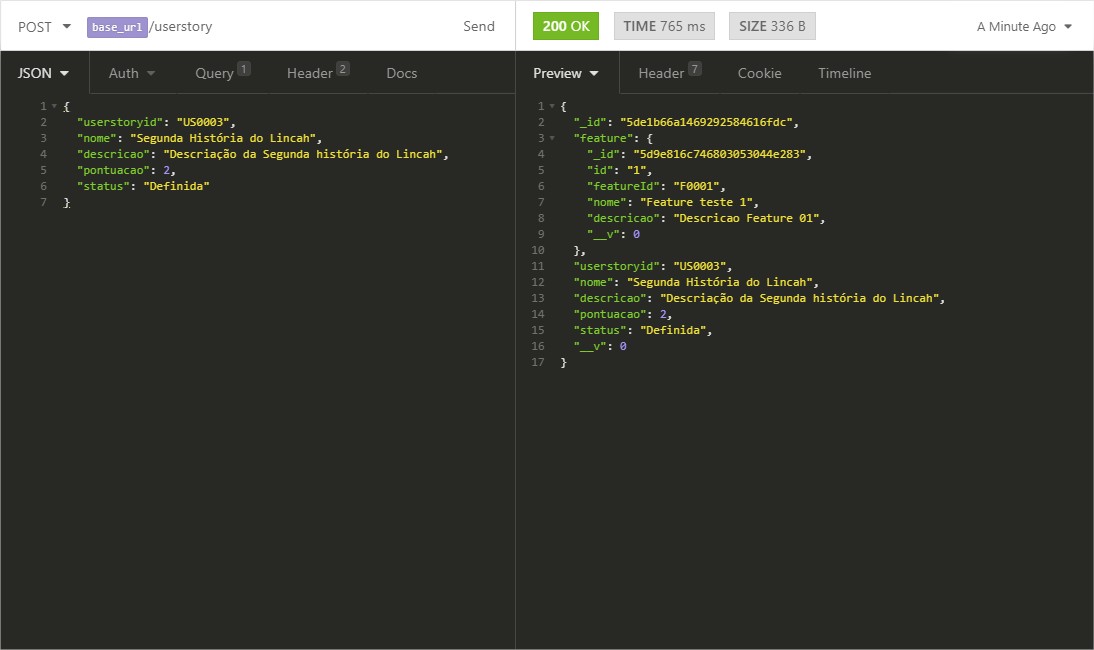 POST base_url/userstory Send 200 OK TIME 765 ms SIZE 336 B A Minute Ago
JSON Auth Query 1 Header 2 Docs Preview Header 7 Cookie Timeline
1 {
2 "userstoryid": "US0003",
3 "nome": "Segunda História do Lincah",
4 "descricao": "Descriação da Segunda história do Lincah",
5 "pontuacao": 2,
6 "status": "Definida"
7 }
1 {
2 "_id": "5de1b66a1469292584616fdc",
3 "feature": {
4 "_id": "5d9e816c746803053044e283",
5 "id": "1",
6 "featureId": "F0001",
7 "nome": "Feature teste 1",
8 "descricao": "Descricao Feature 01",
9 "__v": 0
10 },
11 "userstoryid": "US0003",
12 "nome": "Segunda História do Lincah",
13 "descricao": "Descriação da Segunda história do Lincah",
14 "pontuacao": 2,
15 "status": "Definida",
16 "__v": 0
17 }